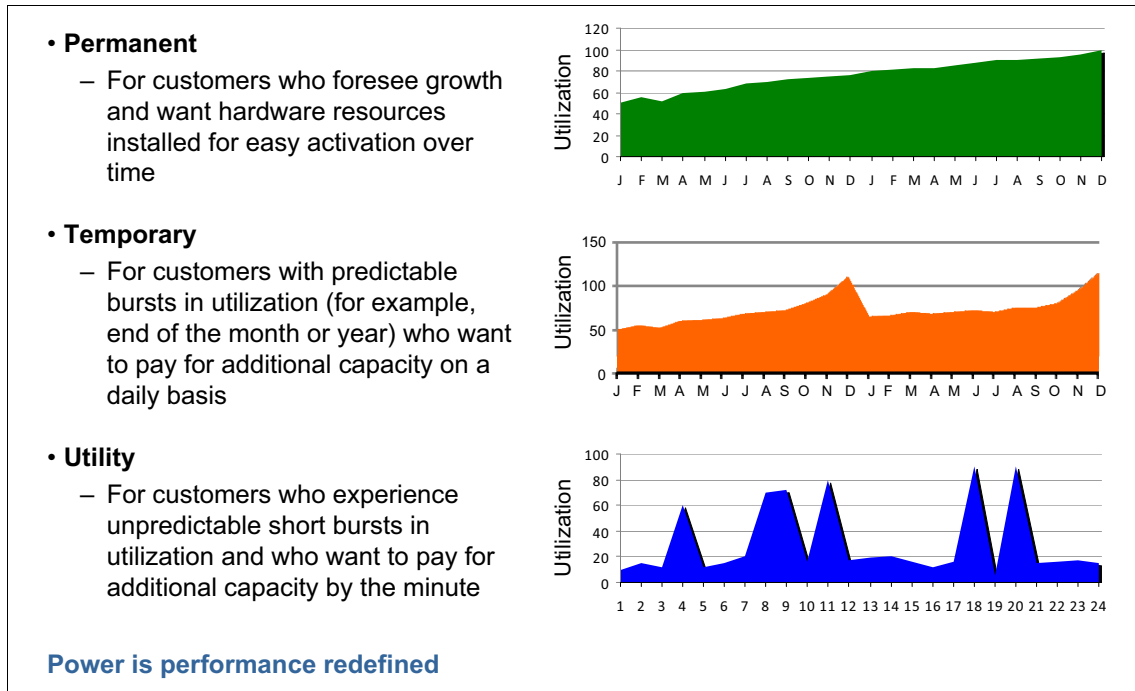 • Permanent
– For customers who foresee growth
and want hardware resources
installed for easy activation over
time
Utilization
120
100
80
60
40
20
0
J F M A M J J A S O N D J F M A M J J A S O N D
• Temporary
– For customers with predictable
bursts in utilization (for example,
end of the month or year) who want
to pay for additional capacity on a
daily basis
Utilization
150
100
50
0
J F M A M J J A S O N D J F M A M J J A S O N D
• Utility
– For customers who experience
unpredictable short bursts in
utilization and who want to pay for
additional capacity by the minute
Utilization
100
80
60
40
20
0
1 2 3 4 5 6 7 8 9 10 11 12 13 14 15 16 17 18 19 20 21 22 23 24
Power is performance redefined